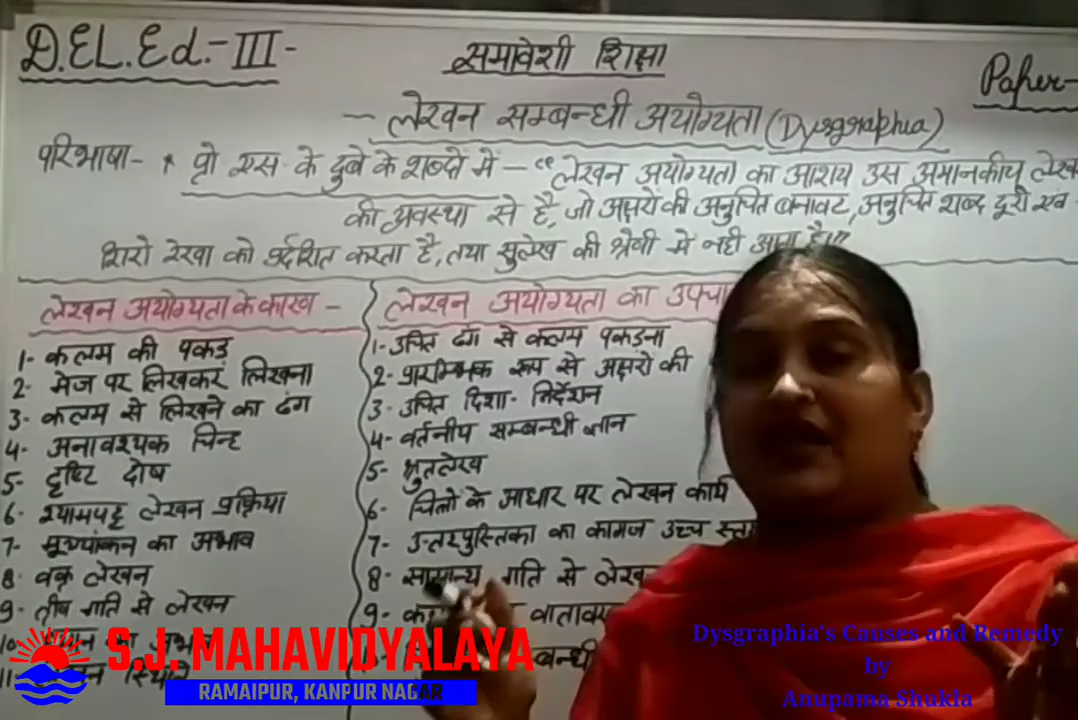 D.EL.Ed.-III-
समावेशी शिक्षा
Paper-
- लेखन सम्बन्धी अयोग्यता (Dysgraphia)
परिभाषा- * प्रो एस के दुबे के शब्दों में - "लेखन अयोग्यता का आशय उस अमानकीय लेख
की अवस्था से है, जो अक्षरों की अनुचित बनावट, अनुचित शब्द दूरी एवं
शिरो रेखा को प्रर्दशित करता है, तथा सुलेख की श्रेणी में नही आता है।"
लेखन अयोग्यता के कारण -
1- कलम की पकड़
2- मेज पर लिखकर लिखना
3- कलम से लिखने का ढंग
4- अनावश्यक चिन्ह
5- दृष्टि दोष
6- श्यामपट्ट लेखन प्रक्रिया
7- मूल्यांकन का अभाव
8- वक्र लेखन
9- तीव्र गति से लेखन
10-
11-
लेखन अयोग्यता का उपचा
1- उचित ढंग से कलम पकड़ना
2- प्रारम्भिक रूप से अक्षरों की
3- उचित दिशा-निर्देशन
4- वर्तनीय सम्बन्धी ज्ञान
5- श्रुतलेख
6- चित्रों के आधार पर लेखन कार्य
7- उत्तरपुस्तिका का कागज उच्च स्त
8- सामान्य गति से लेखन
9-
S.J. MAHAVIDYALAYA
RAMAIPUR, KANPUR NAGAR
Dysgraphia's Causes and Remedy
by
Anupama Shukla